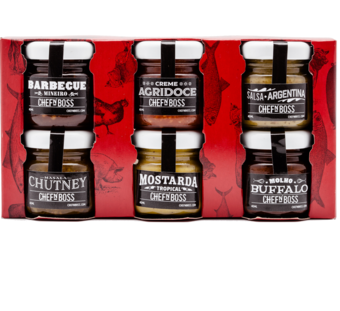 BARBECUE
MINEIRO
CHEF'N'BOSS
CREME
AGRIDOCE
CHEF'N'BOSS
SALSA ARGENTINA
CHEF'N'BOSS
CHUTNEY
CHEF'N'BOSS
MOSTARDA
TROPICAL
CHEF'N'BOSS
MOLHO
BUFFALO
CHEF'N'BOSS